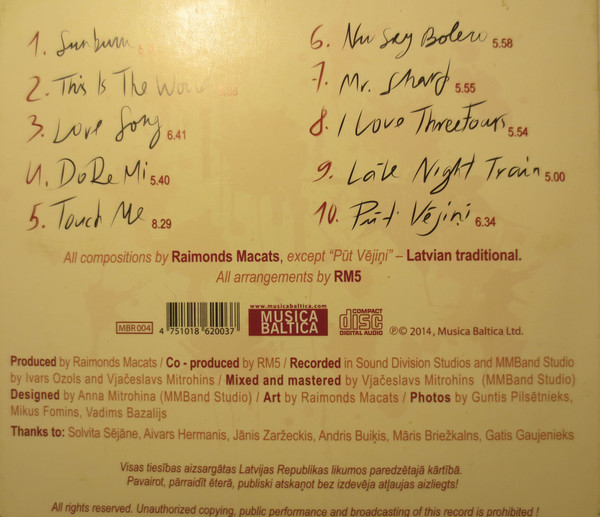 1. Sunburn
2. This Is The
3. Love Song 6.41
4. DoReMi 5.40
5. Touch Me 8.29
6. Nu Say Bolero 5.58
7. Mr. Shard 5.55
8. I Love ThreeFours 5.54
9. Late Night Train 5.00
10. Pūt Vējiņi 6.34
All compositions by Raimonds Macats, except "Pūt Vējiņi" – Latvian traditional.
All arrangements by RM5
MBR 004
4 751018 620037
www.musicabaltica.com
MUSICA
BALTICA
COMPACT
disc
DIGITAL AUDIO
℗© 2014, Musica Baltica Ltd.
Produced by Raimonds Macats / Co - produced by RM5 / Recorded in Sound Division Studios and MMBand Studio
by Ivars Ozols and Vjačeslavs Mitrohins / Mixed and mastered by Vjačeslavs Mitrohins (MMBand Studio)
Designed by Anna Mitrohina (MMBand Studio) / Art by Raimonds Macats / Photos by Guntis Pilsētnieks,
Mikus Fomins, Vadims Bazalijs
Thanks to: Solvita Sējāne, Aivars Hermanis, Jānis Zaržeckis, Andris Buiķis, Māris Briežkalns, Gatis Gaujenieks
Visas tiesības aizsargātas Latvijas Republikas likumos paredzētajā kārtībā.
Pavairot, pārraidīt ēterā, publiski atskaņot bez izdevēja atļaujas aizliegts!
All rights reserved. Unauthorized copying, public performance and broadcasting of this record is prohibited !